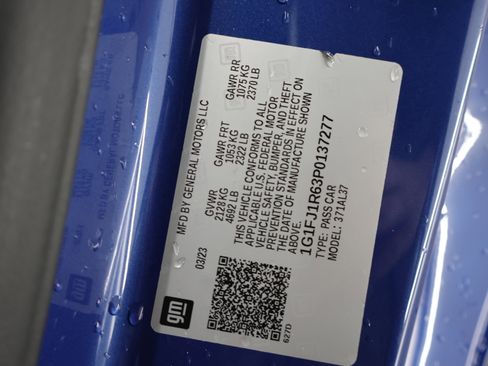 MFD BY GENERAL MOTORS LLC
03/23
GVWR
2128 KG
4692 LB
GAWR FRT
1053 KG
2322 LB
GAWR RR
1075 KG
2370 LB
THIS VEHICLE CONFORMS TO ALL
APPLICABLE U.S. FEDERAL MOTOR
VEHICLE SAFETY, BUMPER, AND THEFT
PREVENTION STANDARDS IN EFFECT ON
THE DATE OF MANUFACTURE SHOWN
ABOVE.
1G1FJ1R63P0137277
TYPE: PASS CAR
MODEL: 371AL37
gm
627D